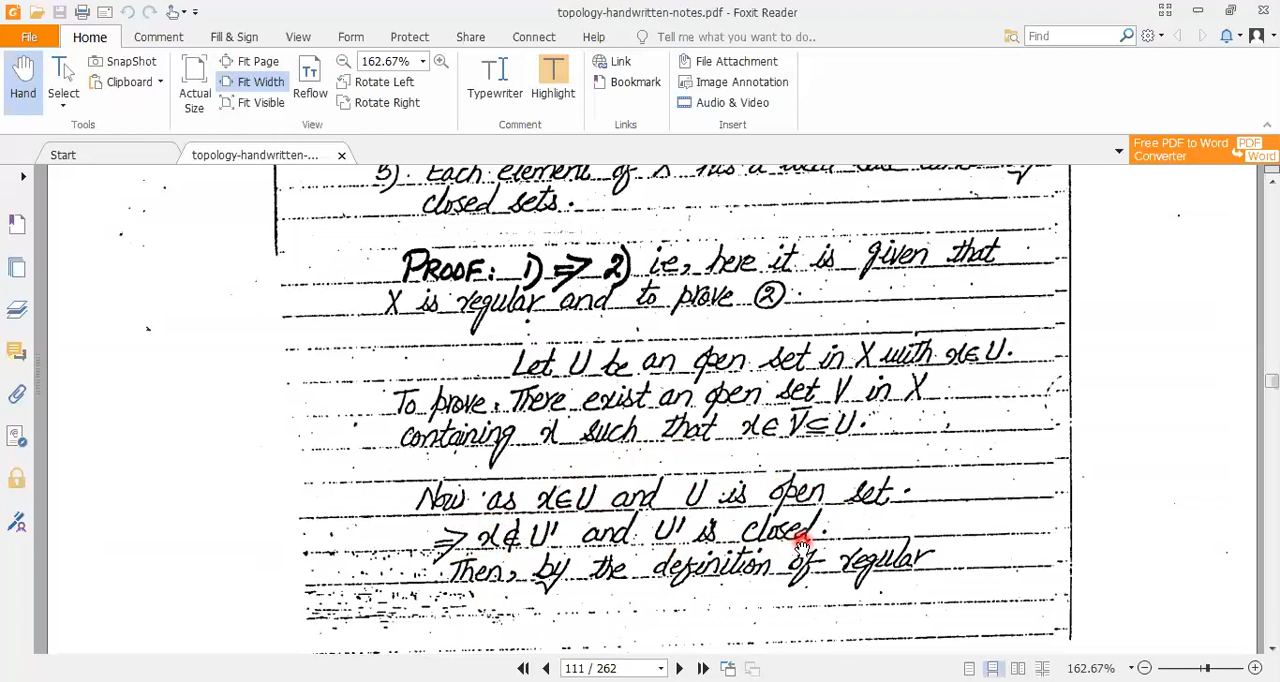 topology-handwritten-notes.pdf - Foxit Reader
File Home Comment Fill & Sign View Form Protect Share Connect Help Tell me what you want to do.. Find
Hand
Select
SnapShot
Clipboard
Actual Size
Fit Page
Fit Width
Fit Visible
Reflow
162.67%
Rotate Left
Rotate Right
Typewriter
Highlight
Link
Bookmark
File Attachment
Image Annotation
Audio & Video
Tools View Comment Links Insert
Start topology-handwritten-...
Free PDF to Word Converter
PDF
Word
Each element of X has a
closed sets.
PROOF: 1) ⇒ 2) ie, here it is given that
X is regular and to prove ②.
Let U be an open set in X with x∈U.
To prove. There exist an open set V in X
containing x such that x∈ V̅ ⊆ U.
Now as x∈U and U is open set.
⇒ x∉U' and U' is closed.
Then, by the definition of regular
111 / 262
162.67%